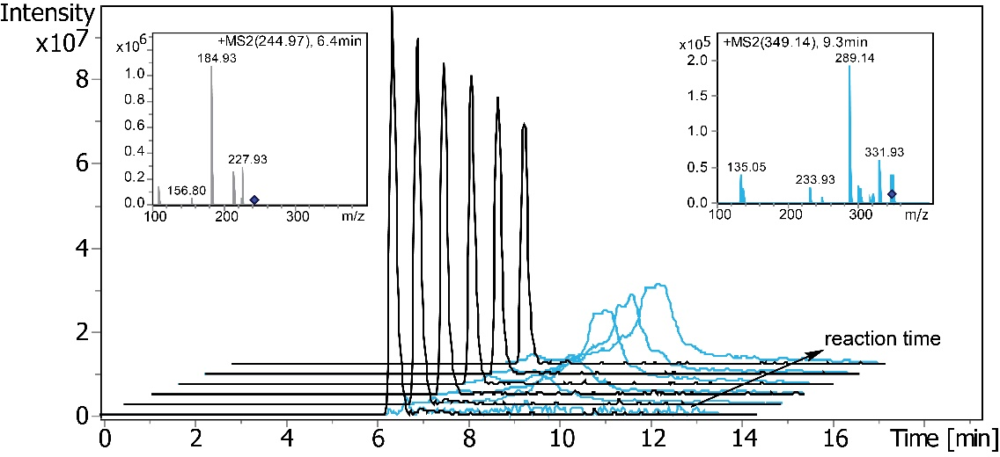 Intensity
x10⁷
8
6
4
2
0
0 2 4 6 8 10 12 14 16 Time [min]
x10⁶
+MS2(244.97), 6.4min
184.93
1.0
0.8
0.6
0.4
227.93
0.2
156.80
0.0
100 200 300 m/z
x10⁵
+MS2(349.14), 9.3min
2.0
289.14
1.5
1.0
331.93
135.05
0.5
233.93
0.0
100 200 300 m/z
reaction time